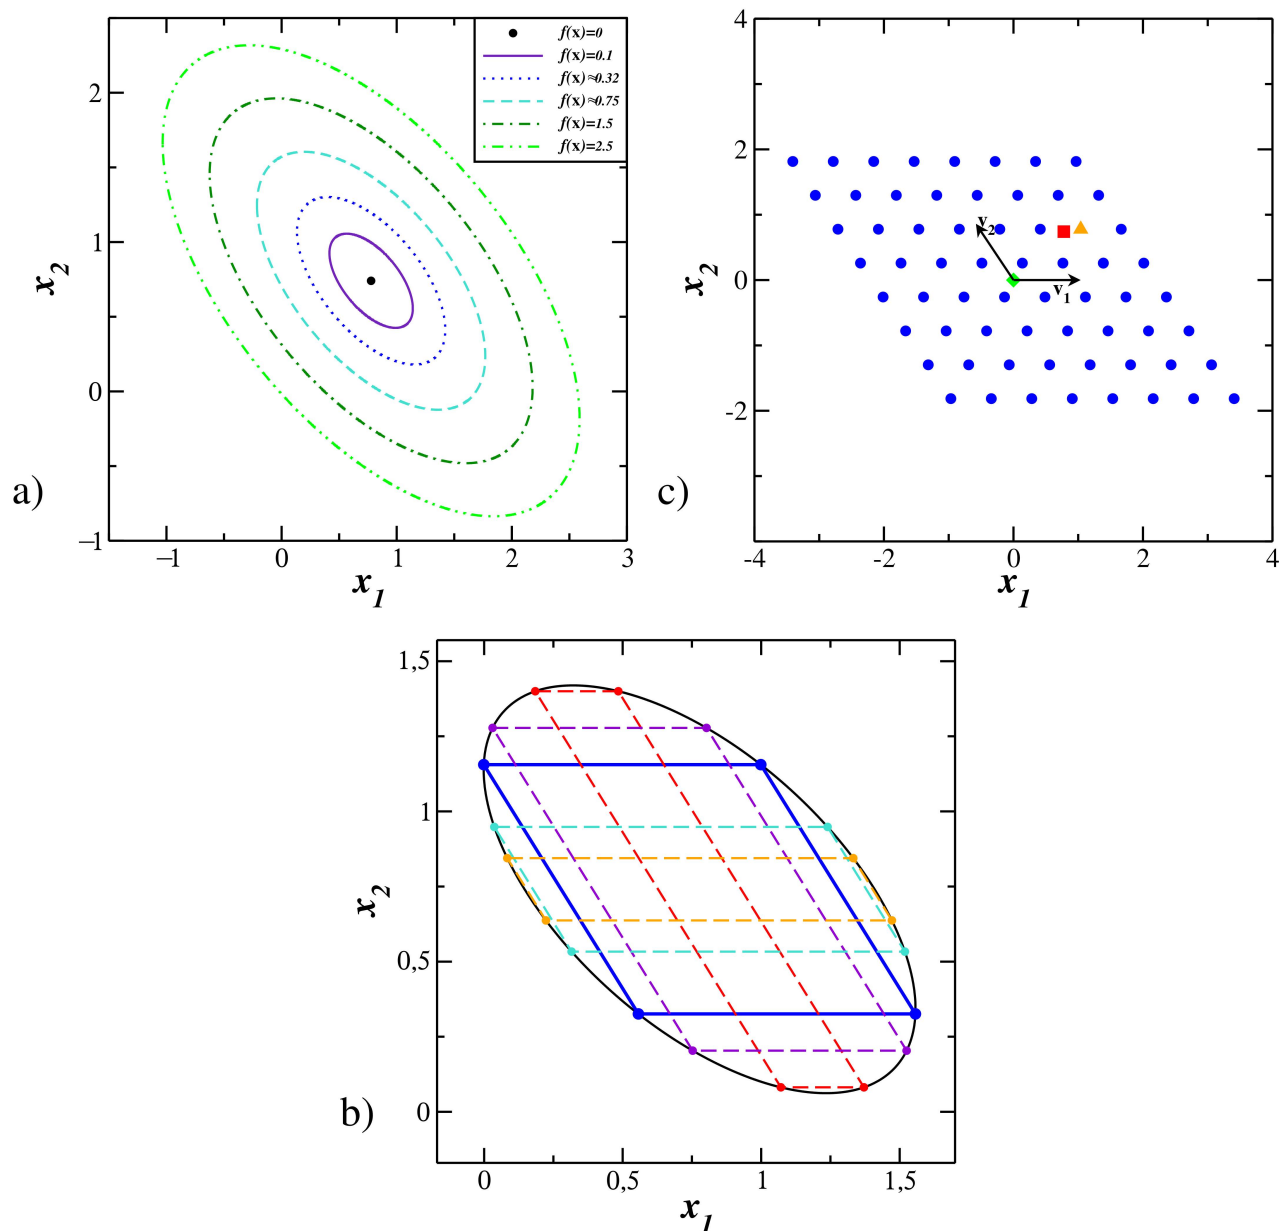 f(x)=0
f(x)=0.1
f(x)≈0.32
f(x)≈0.75
f(x)=1.5
f(x)=2.5
2
1
0
−1
−1 0 1 2 3
x2
x1
a)
4
2
0
-2
-4 -2 0 2 4
x2
x1
v2
v1
c)
1,5
1
0,5
0
0 0,5 1 1,5
x2
x1
b)